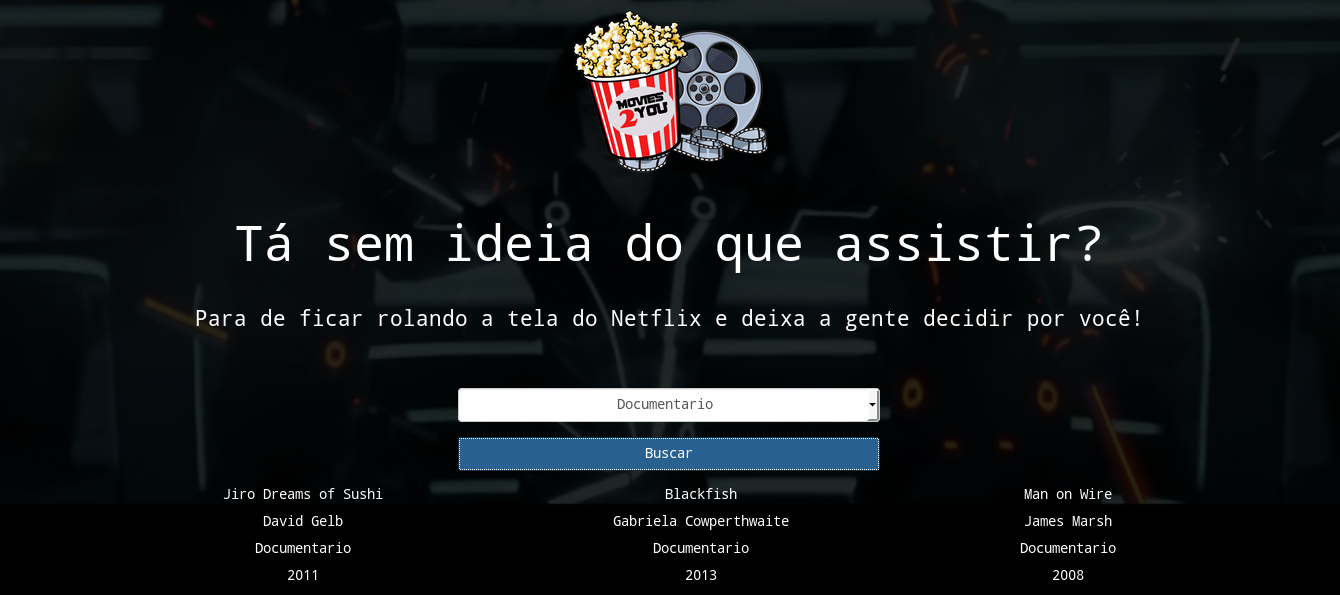 MOVIES
2YOU
Tá sem ideia do que assistir?
Para de ficar rolando a tela do Netflix e deixa a gente decidir por você!
Documentario
Buscar
Jiro Dreams of Sushi Blackfish Man on Wire
David Gelb Gabriela Cowperthwaite James Marsh
Documentario Documentario Documentario
2011 2013 2008